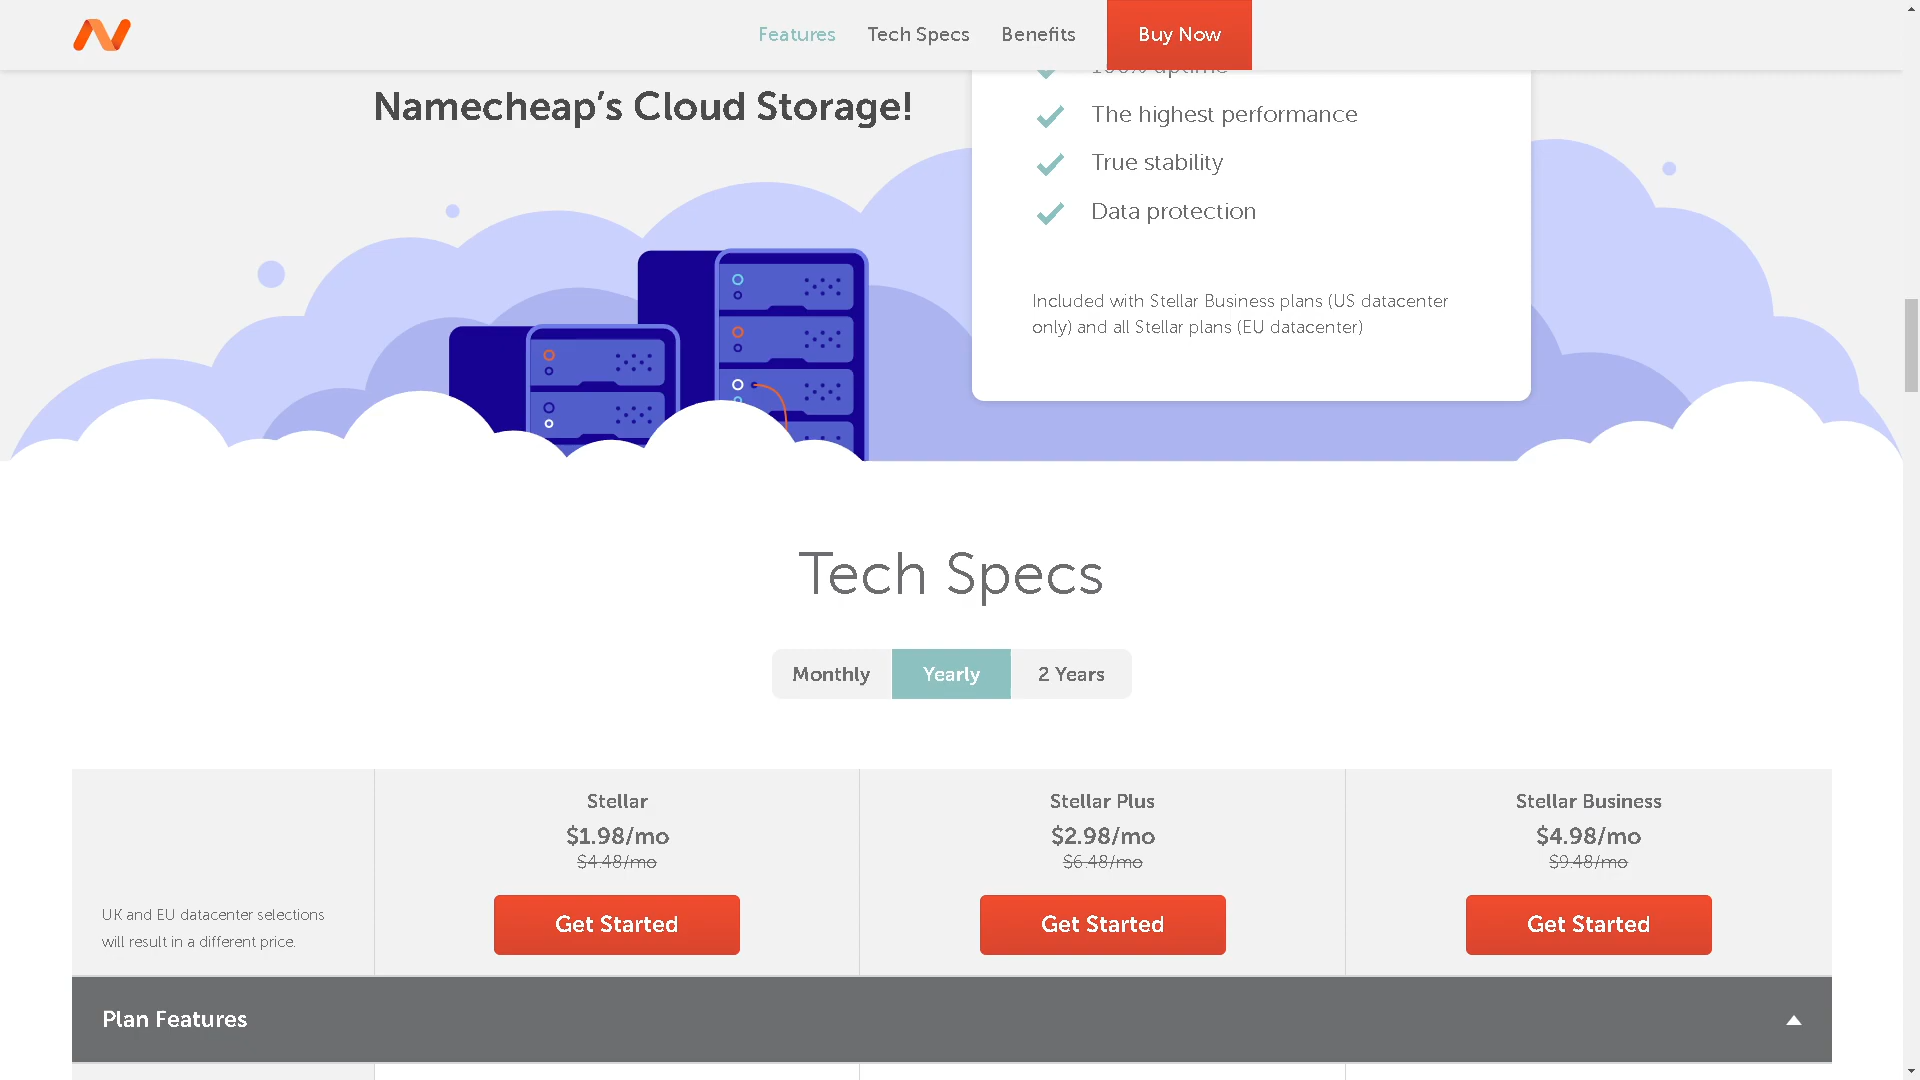 Features
Tech Specs
Benefits
Buy Now
Namecheap's Cloud Storage!
100% uptime
The highest performance
True stability
Data protection
Included with Stellar Business plans (US datacenter
only) and all Stellar plans (EU datacenter)
Tech Specs
Monthly
Yearly
2 Years
Stellar
$1.98/mo
$4.48/mo
Get Started
Stellar Plus
$2.98/mo
$6.48/mo
Get Started
Stellar Business
$4.98/mo
$9.48/mo
Get Started
UK and EU datacenter selections
will result in a different price.
Plan Features